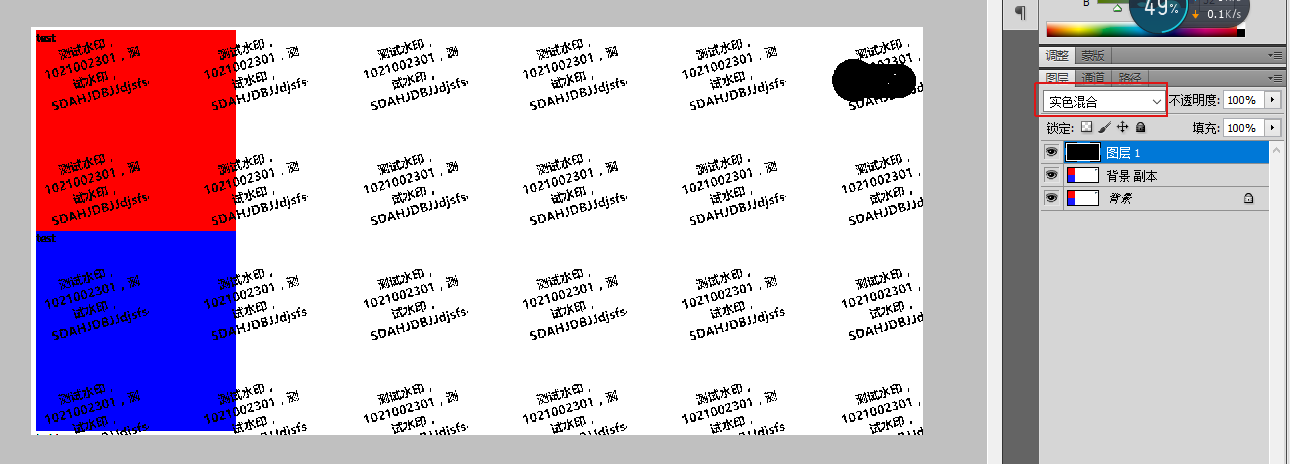 test
测试水印, 测试水印, 测试水印, 测试水印, 测试水印, 测试水印,
1021002301 , 测 1021002301 , 测 1021002301 , 测 1021002301 , 测 1021002301 , 测
试水印, 试水印, 试水印, 试水印, 试水印,
SDAHJDBJJdjsfs SDAHJDBJJdjsfs SDAHJDBJJdjsfs SDAHJDBJJdjsfs SDAHJDBJJdjsfs
测试水印, 测试水印, 测试水印, 测试水印, 测试水印, 测试水印,
1021002301 , 测 1021002301 , 测 1021002301 , 测 1021002301 , 测 1021002301 , 测 1021002301
试水印, 试水印, 试水印, 试水印, 试水印, 试水印,
SDAHJDBJJdjsfs SDAHJDBJJdjsfs SDAHJDBJJdjsfs SDAHJDBJJdjsfs SDAHJDBJJdjsfs
test
测试水印, 测试水印, 测试水印, 测试水印, 测试水印, 测试水印,
1021002301 , 测 1021002301 , 测 1021002301 , 测 1021002301 , 测 1021002301 , 测 1021002301
试水印, 试水印, 试水印, 试水印, 试水印, 试水印,
SDAHJDBJJdjsfs SDAHJDBJJdjsfs SDAHJDBJJdjsfs SDAHJDBJJdjsfs SDAHJDBJJdjsfs
测试水印, 测试水印, 测试水印, 测试水印, 测试水印, 测试水印,
1021002301 , 测 1021002301 , 测 1021002301 , 测 1021002301 , 测 1021002301 , 测 1021002301
试水印, 试水印, 试水印, 试水印, 试水印, 试水印,
B
49%
0.1K/s
调整 蒙版
图层 通道 路径
实色混合 不透明度: 100%
锁定: 填充: 100%
图层 1
背景 副本
背景